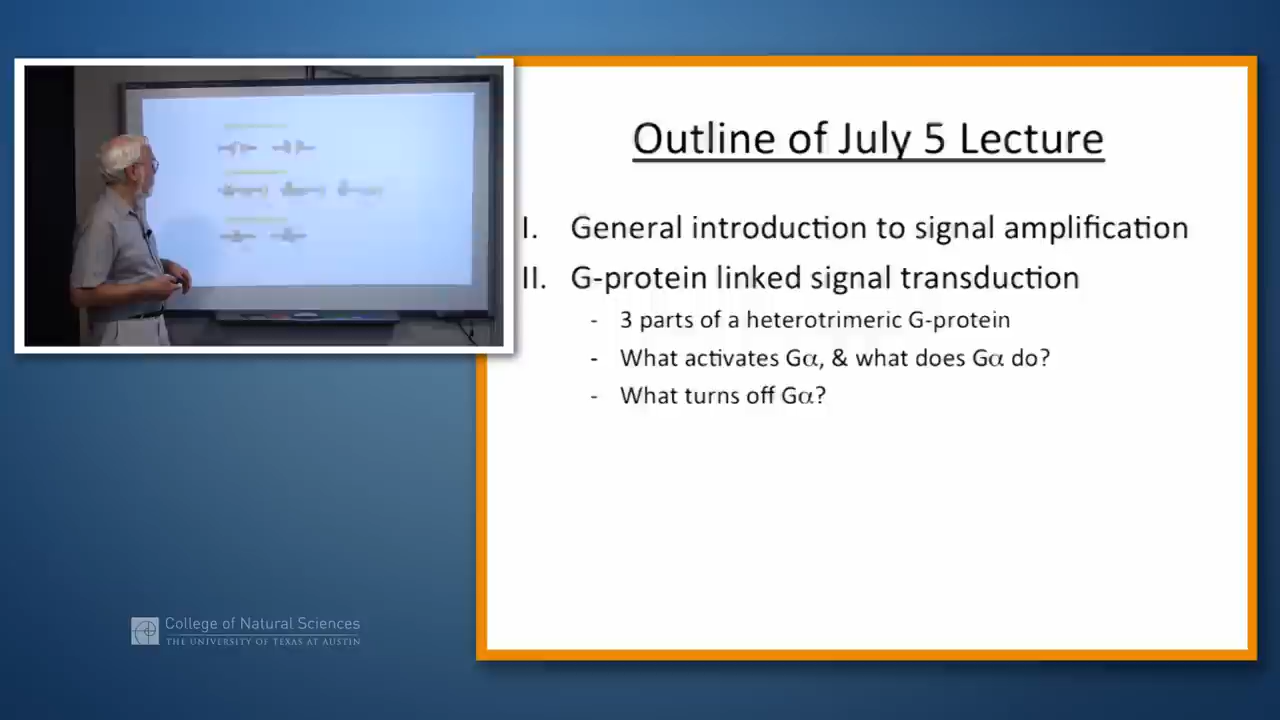 Outline of July 5 Lecture
I. General introduction to signal amplification
II. G-protein linked signal transduction
- 3 parts of a heterotrimeric G-protein
- What activates Gα, & what does Gα do?
- What turns off Gα?
College of Natural Sciences
THE UNIVERSITY OF TEXAS AT AUSTIN